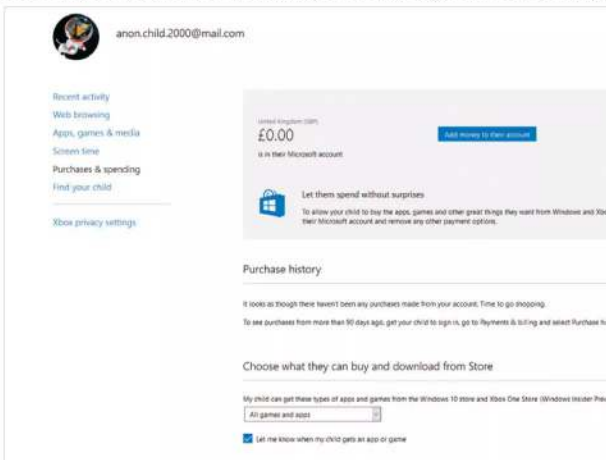 anon.child.2000@mail.com
Recent activity
Web browsing
Apps, games & media
Screen time
Purchases & spending
Find your child
Xbox privacy settings
United Kingdom (GBP)
£0.00
Add money to their account
is in their Microsoft account
Let them spend without surprises
To allow your child to buy the apps, games and other great things they want from Windows and
their Microsoft account and remove any other payment options.
Purchase history
It looks as though there haven't been any purchases made from your account. Time to go shopping.
To see purchases from more than 90 days ago, get your child to sign in, go to Payments & billing and select Purchase
Choose what they can buy and download from Store
My child can get these types of apps and games from the Windows 10 store and Xbox One Store (Windows Insider
All games and apps
Let me know when my child gets an app or game